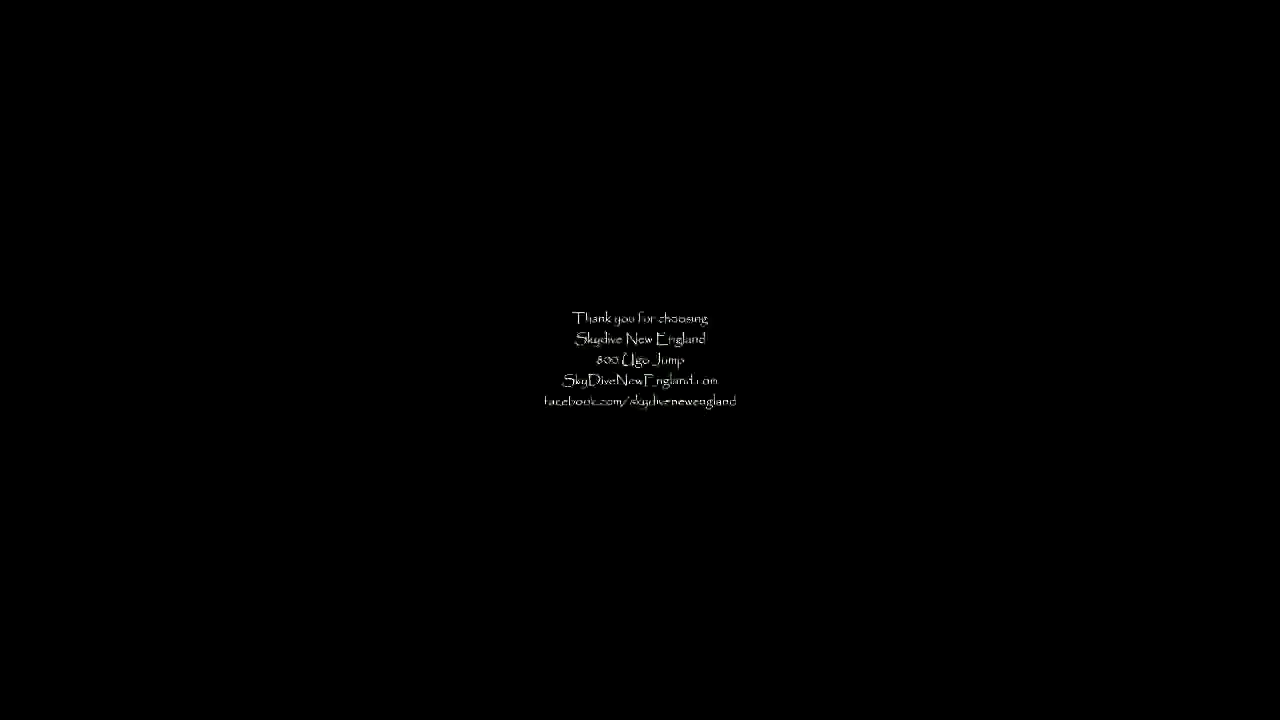 Thank you for choosing
Skydive New England
800 Ugo Jump
SkyDiveNewEngland.com
facebook.com/skydivenewengland